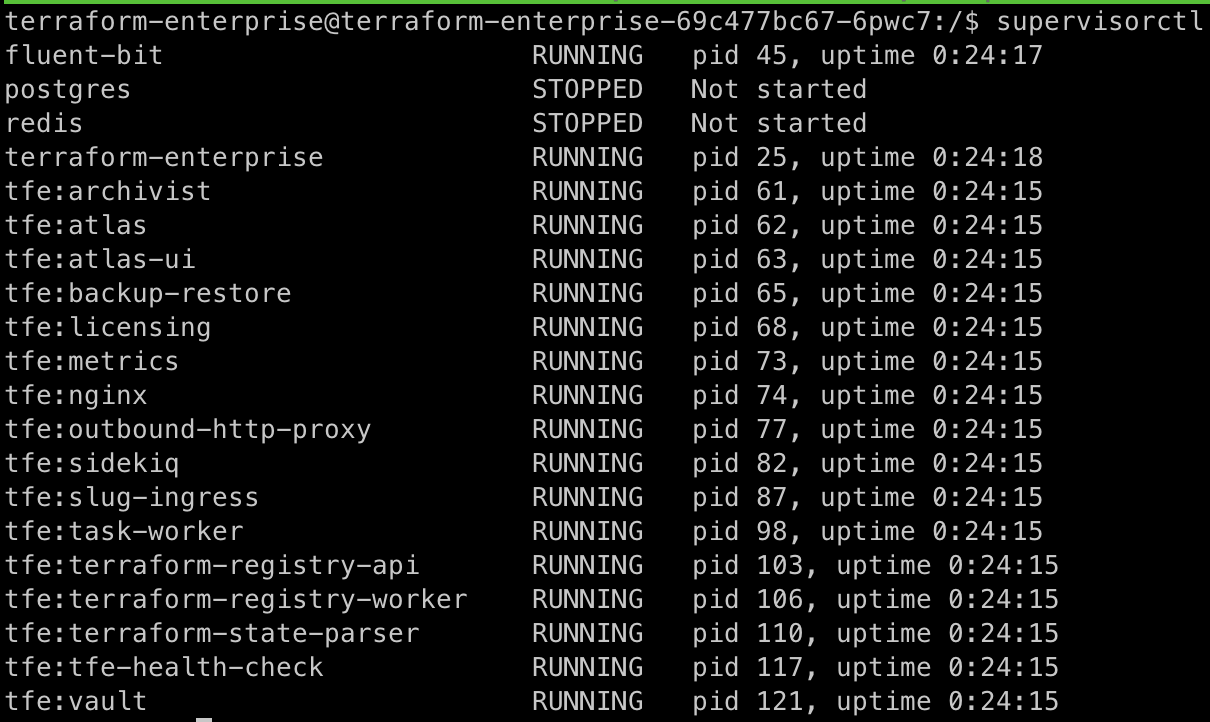 terraform-enterprise@terraform-enterprise-69c477bc67-6pwc7:/$ supervisorctl
fluent-bit                       RUNNING   pid 45, uptime 0:24:17
postgres                         STOPPED   Not started
redis                            STOPPED   Not started
terraform-enterprise             RUNNING   pid 25, uptime 0:24:18
tfe:archivist                    RUNNING   pid 61, uptime 0:24:15
tfe:atlas                        RUNNING   pid 62, uptime 0:24:15
tfe:atlas-ui                     RUNNING   pid 63, uptime 0:24:15
tfe:backup-restore               RUNNING   pid 65, uptime 0:24:15
tfe:licensing                    RUNNING   pid 68, uptime 0:24:15
tfe:metrics                      RUNNING   pid 73, uptime 0:24:15
tfe:nginx                        RUNNING   pid 74, uptime 0:24:15
tfe:outbound-http-proxy          RUNNING   pid 77, uptime 0:24:15
tfe:sidekiq                      RUNNING   pid 82, uptime 0:24:15
tfe:slug-ingress                 RUNNING   pid 87, uptime 0:24:15
tfe:task-worker                  RUNNING   pid 98, uptime 0:24:15
tfe:terraform-registry-api       RUNNING   pid 103, uptime 0:24:15
tfe:terraform-registry-worker    RUNNING   pid 106, uptime 0:24:15
tfe:terraform-state-parser       RUNNING   pid 110, uptime 0:24:15
tfe:tfe-health-check             RUNNING   pid 117, uptime 0:24:15
tfe:vault                        RUNNING   pid 121, uptime 0:24:15